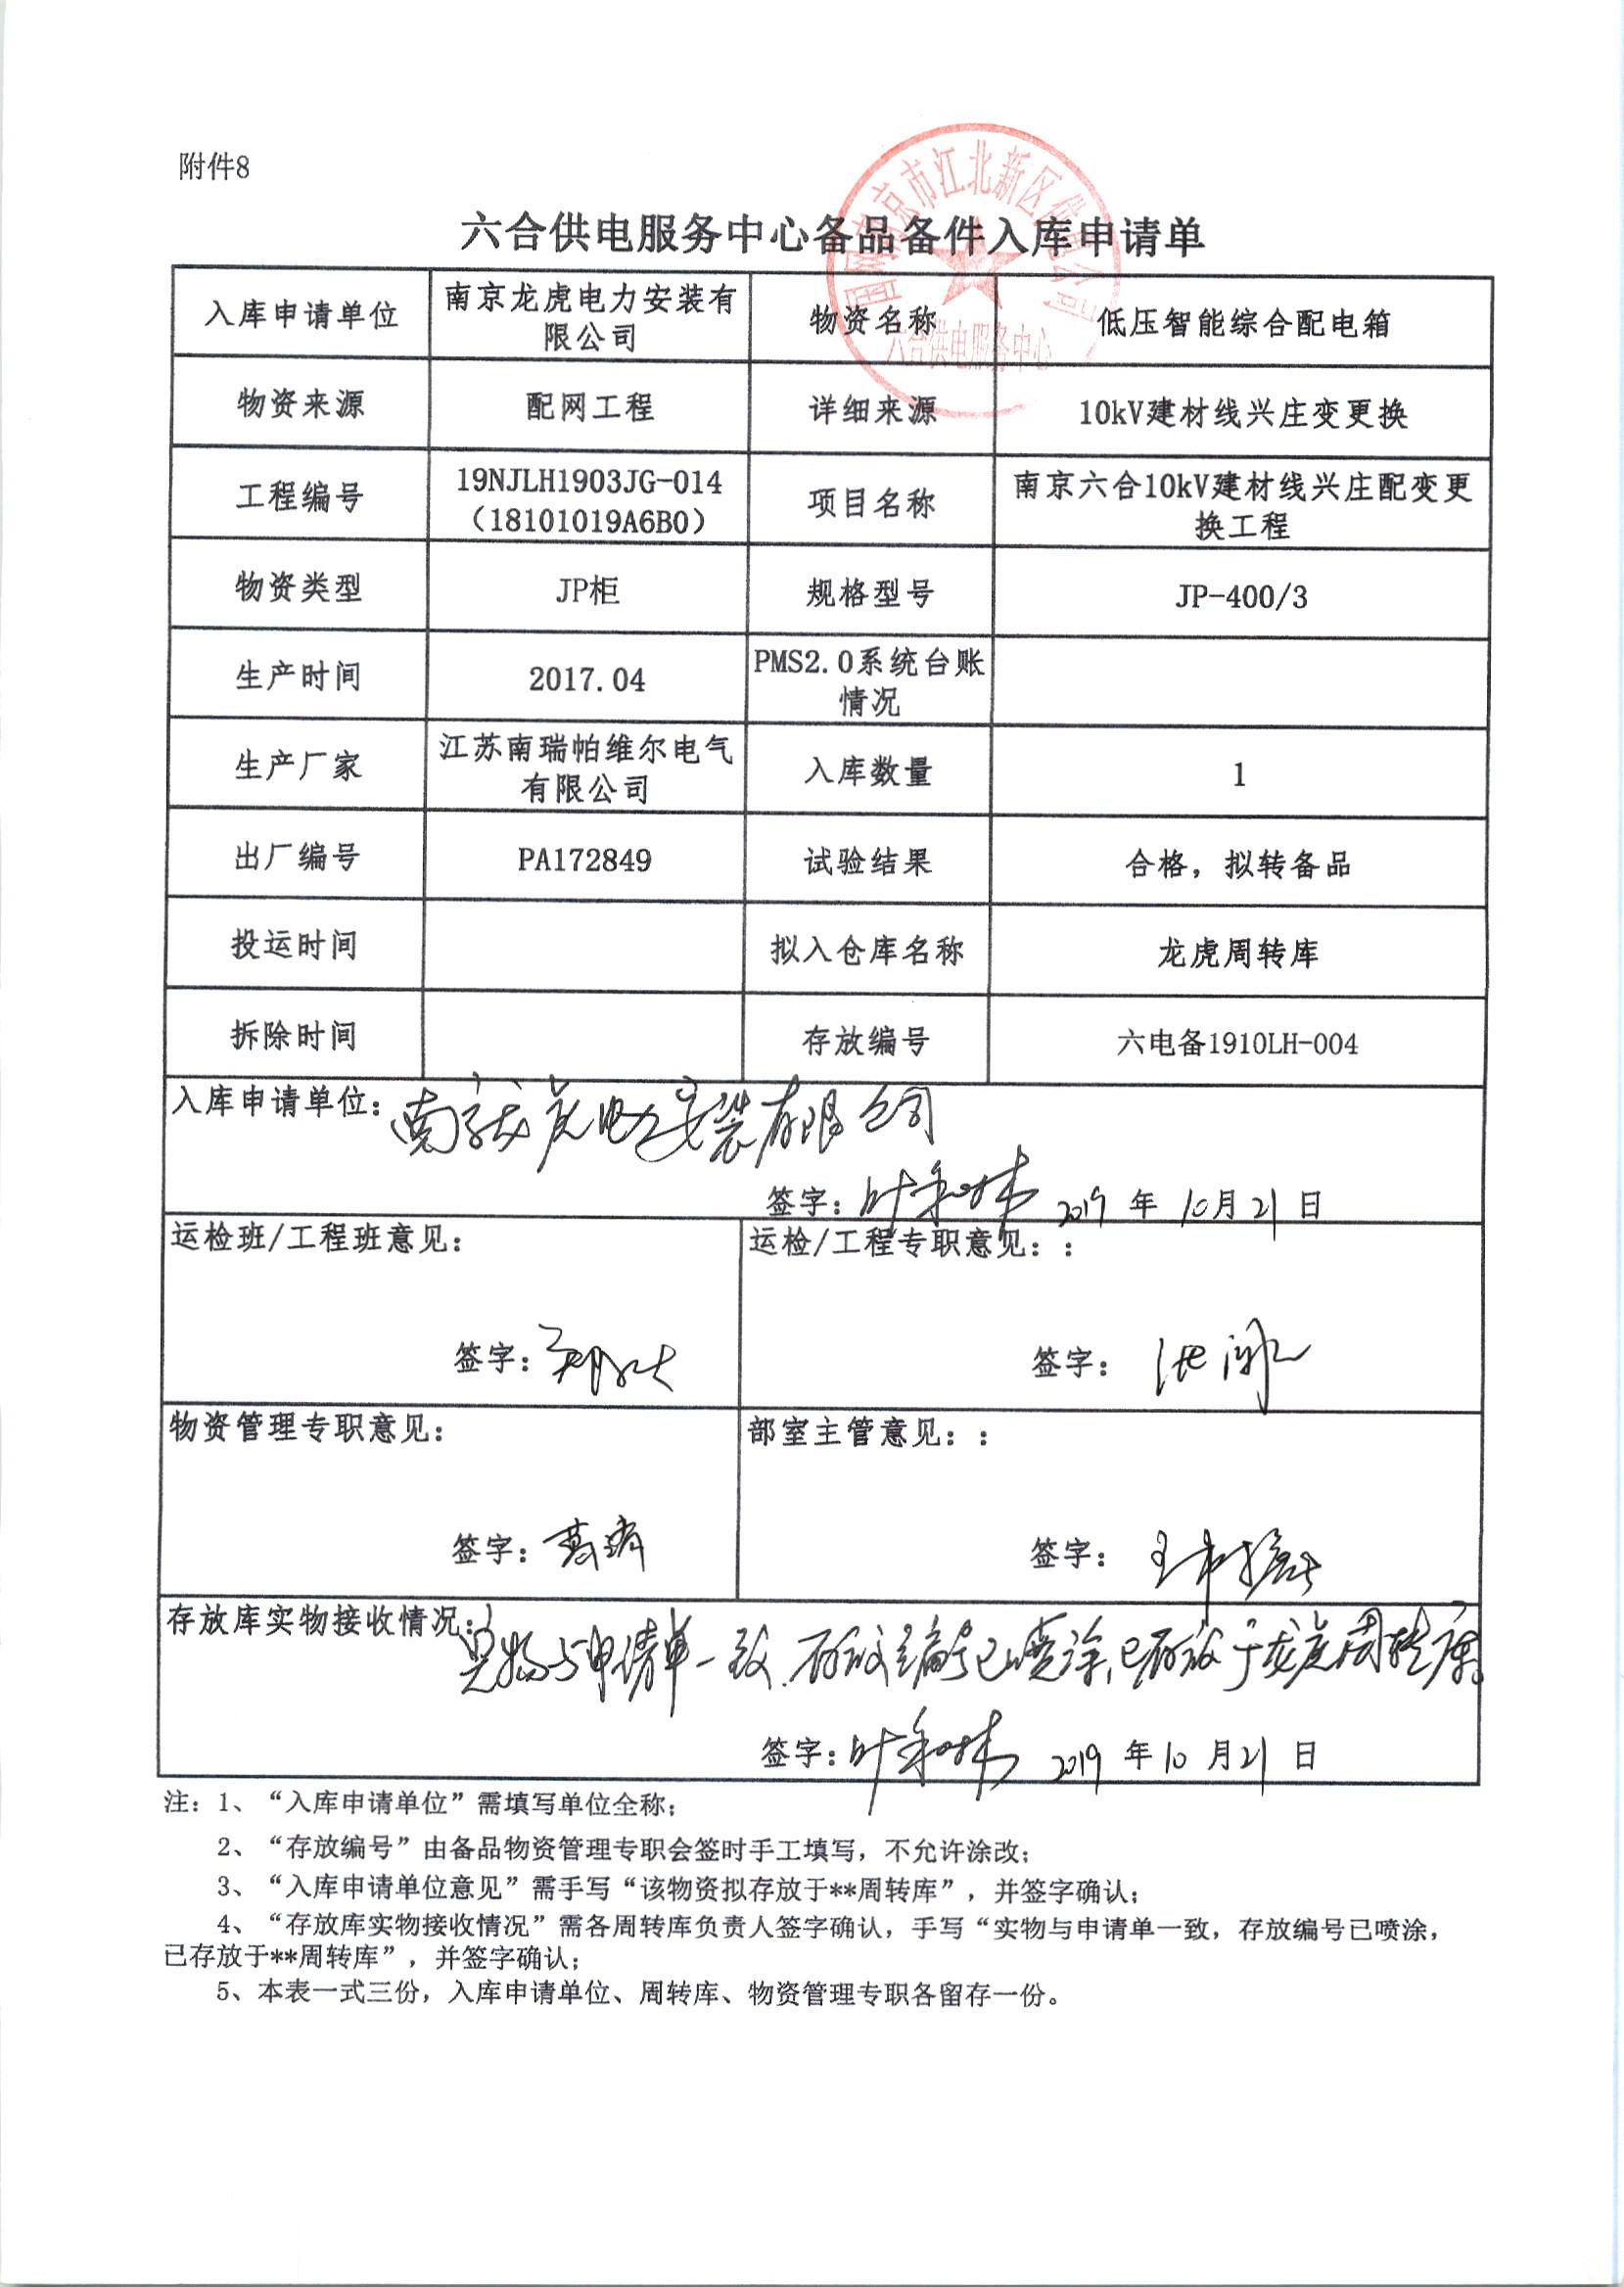 附件8
国网南京市江北新区供电公司
六合供电服务中心
六合供电服务中心备品备件入库申请单
入库申请单位 南京龙虎电力安装有限公司 物资名称 低压智能综合配电箱
物资来源 配网工程 详细来源 10kV建材线兴庄变更换
工程编号 19NJLH1903JG-014（18101019A6B0） 项目名称 南京六合10kV建材线兴庄配变更换工程
物资类型 JP柜 规格型号 JP-400/3
生产时间 2017.04 PMS2.0系统台账情况
生产厂家 江苏南瑞帕维尔电气有限公司 入库数量 1
出厂编号 PA172849 试验结果 合格，拟转备品
投运时间 拟入仓库名称 龙虎周转库
拆除时间 存放编号 六电备1910LH-004
入库申请单位：南京龙虎电力安装有限公司
签字： 2019 年 10月 21 日
运检班/工程班意见： 运检/工程专职意见：：
签字： 签字：
物资管理专职意见： 部室主管意见：：
签字： 签字：
存放库实物接收情况：实物与申请单一致，存放编号已喷涂，已存放于龙虎周转库。
签字： 2019 年 10 月 21 日
注：1、“入库申请单位”需填写单位全称；
2、“存放编号”由备品物资管理专职会签时手工填写，不允许涂改；
3、“入库申请单位意见”需手写“该物资拟存放于**周转库”，并签字确认；
4、“存放库实物接收情况”需各周转库负责人签字确认，手写“实物与申请单一致，存放编号已喷涂，
已存放于**周转库”，并签字确认；
5、本表一式三份，入库申请单位、周转库、物资管理专职各留存一份。